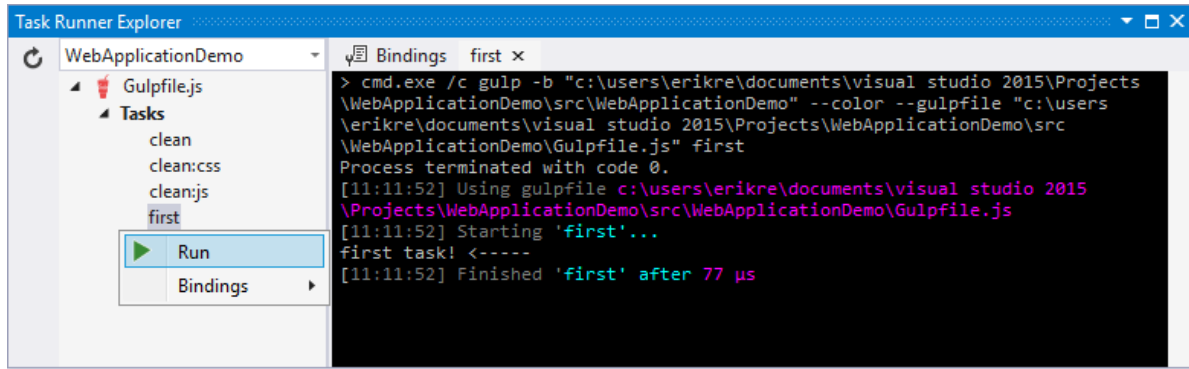 Task Runner Explorer
WebApplicationDemo
Gulpfile.js
Tasks
clean
clean:css
clean:js
first
Run
Bindings
Bindings first
> cmd.exe /c gulp -b "c:\users\erikre\documents\visual studio 2015\Projects
\WebApplicationDemo\src\WebApplicationDemo" --color --gulpfile "c:\users
\erikre\documents\visual studio 2015\Projects\WebApplicationDemo\src
\WebApplicationDemo\Gulpfile.js" first
Process terminated with code 0.
[11:11:52] Using gulpfile c:\users\erikre\documents\visual studio 2015
\Projects\WebApplicationDemo\src\WebApplicationDemo\Gulpfile.js
[11:11:52] Starting 'first'...
first task! <-----
[11:11:52] Finished 'first' after 77 μs